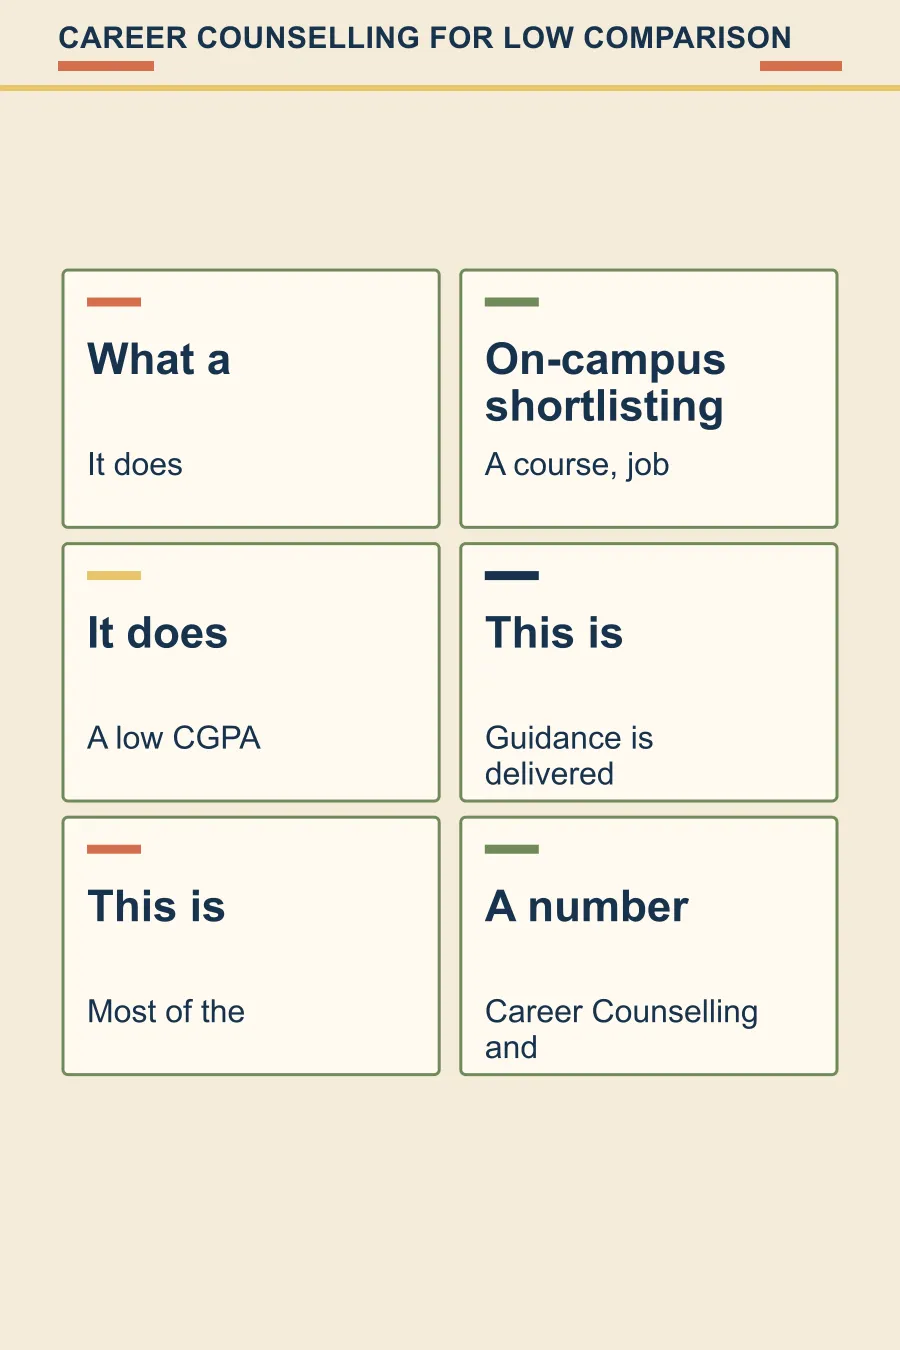 CAREER COUNSELLING FOR LOW COMPARISON
What a
It does
On-campus
shortlisting
A course, job
It does
A low CGPA
This is
Guidance is
delivered
This is
Most of the
A number
Career Counselling
and